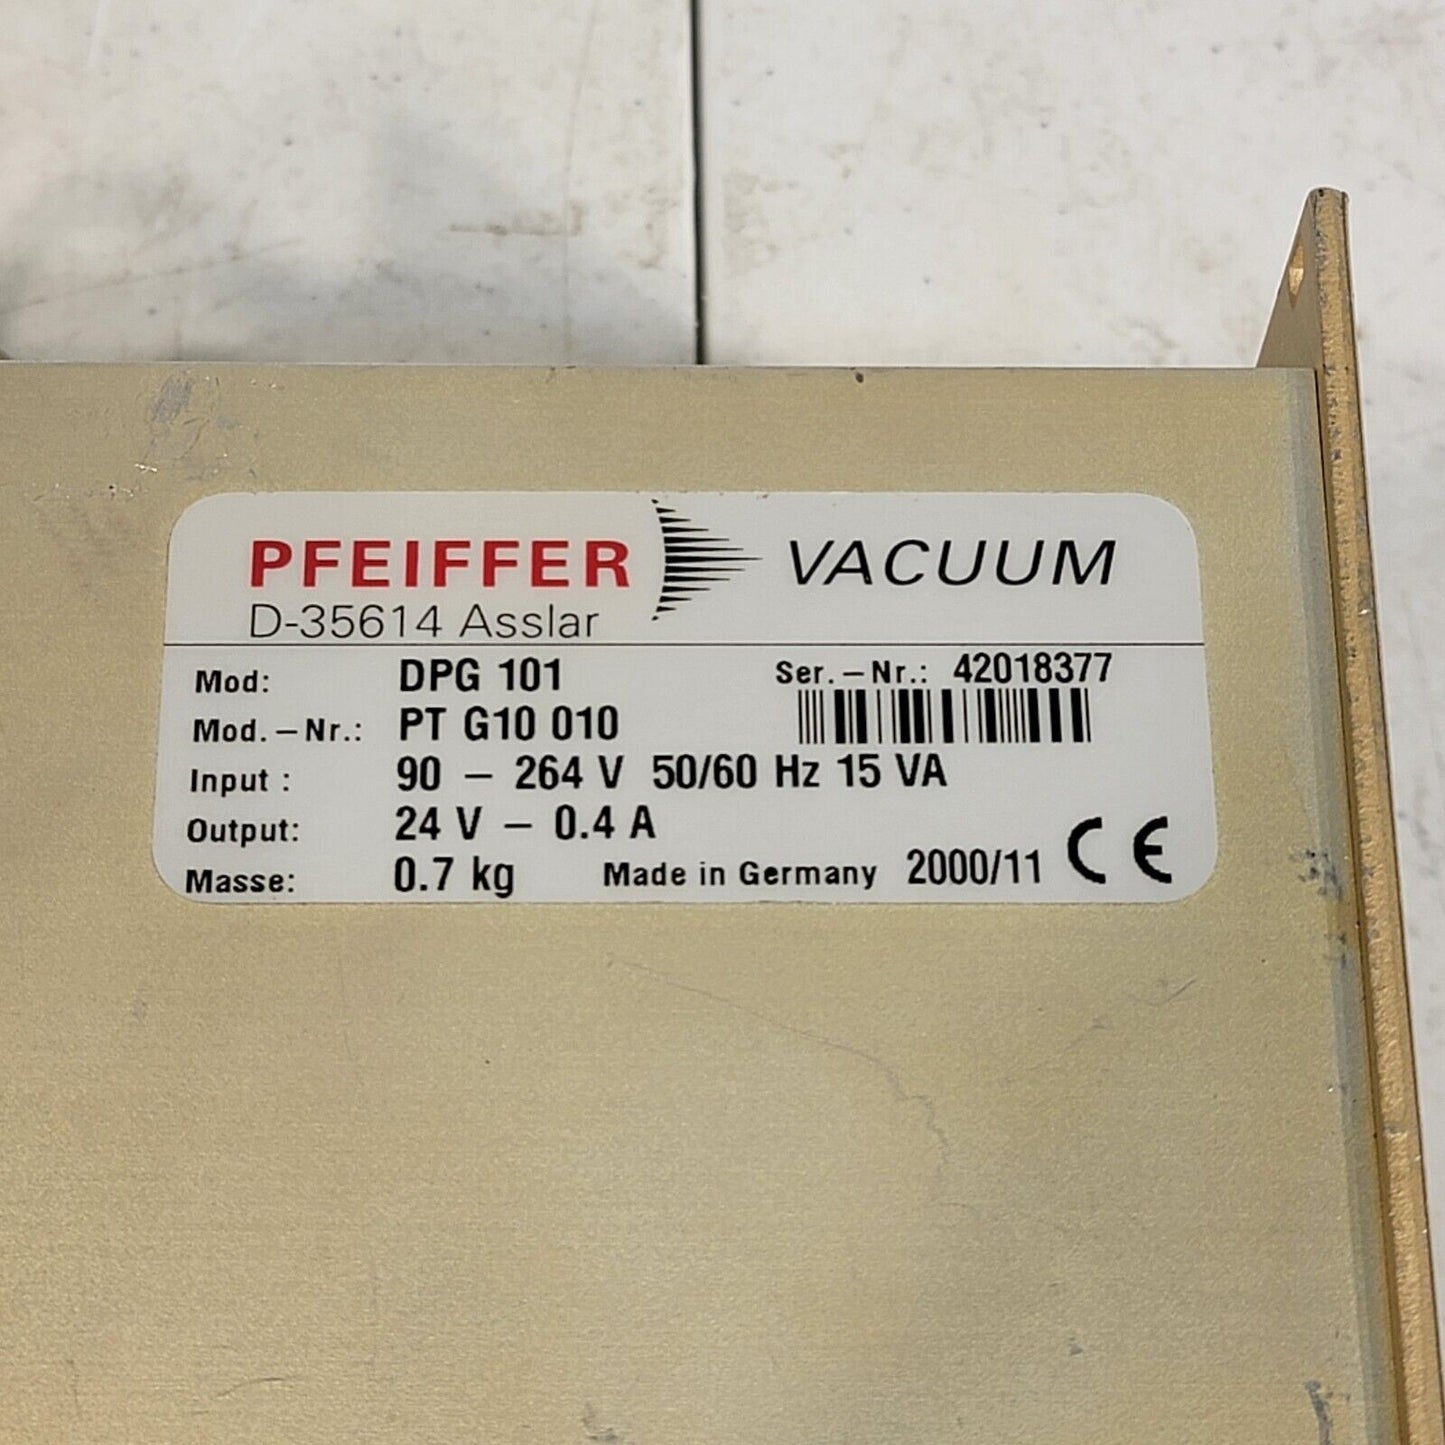 PFEIFFER VACUUM
D-35614 Asslar
Mod: DPG 101 Ser.-Nr.: 42018377
Mod.-Nr.: PT G10 010
Input : 90 – 264 V 50/60 Hz 15 VA
Output: 24 V – 0.4 A
Masse: 0.7 kg Made in Germany 2000/11 CE